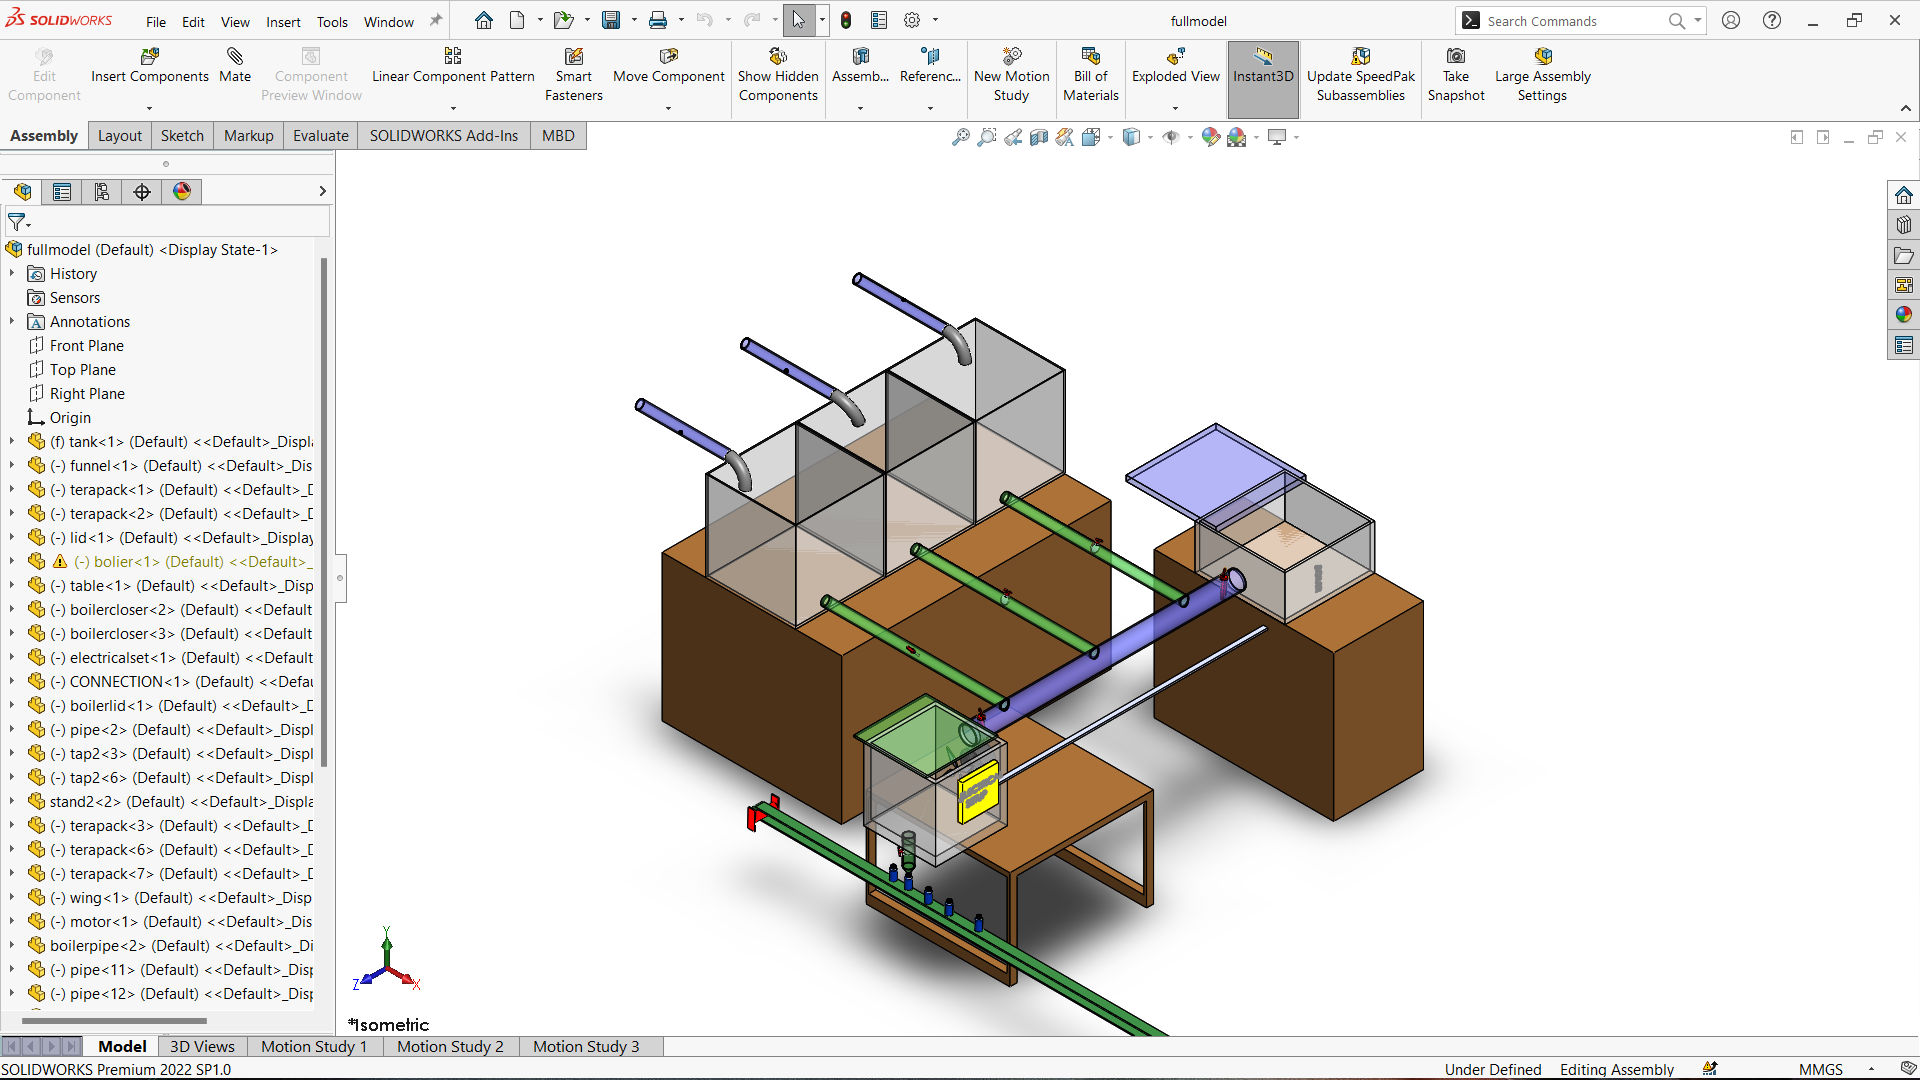 SOLIDWORKS
File Edit View Insert Tools Window
fullmodel
Search Commands
Edit Component
Insert Components
Mate
Component Preview Window
Linear Component Pattern
Smart Fasteners
Move Component
Show Hidden Components
Assemb...
Referenc...
New Motion Study
Bill of Materials
Exploded View
Instant3D
Update SpeedPak Subassemblies
Take Snapshot
Large Assembly Settings
Assembly Layout Sketch Markup Evaluate SOLIDWORKS Add-Ins MBD
fullmodel (Default) <Display State-1>
History
Sensors
Annotations
Front Plane
Top Plane
Right Plane
Origin
(f) tank<1> (Default) <<Default>_Displ
(-) funnel<1> (Default) <<Default>_Dis
(-) terapack<1> (Default) <<Default>_D
(-) terapack<2> (Default) <<Default>_D
(-) lid<1> (Default) <<Default>_Display
(-) bolier<1> (Default) <<Default>_
(-) table<1> (Default) <<Default>_Disp
(-) boilercloser<2> (Default) <<Default
(-) boilercloser<3> (Default) <<Default
(-) electricalset<1> (Default) <<Default
(-) CONNECTION<1> (Default) <<Defau
(-) boilerlid<1> (Default) <<Default>_D
(-) pipe<2> (Default) <<Default>_Displ
(-) tap2<3> (Default) <<Default>_Displ
(-) tap2<6> (Default) <<Default>_Displ
stand2<2> (Default) <<Default>_Displa
(-) terapack<3> (Default) <<Default>_D
(-) terapack<6> (Default) <<Default>_D
(-) terapack<7> (Default) <<Default>_D
(-) wing<1> (Default) <<Default>_Disp
(-) motor<1> (Default) <<Default>_Dis
boilerpipe<2> (Default) <<Default>_Di
(-) pipe<11> (Default) <<Default>_Disp
(-) pipe<12> (Default) <<Default>_Disp
Y
Z
X
*Isometric
Model 3D Views Motion Study 1 Motion Study 2 Motion Study 3
SOLIDWORKS Premium 2022 SP1.0
Under Defined Editing Assembly MMGS